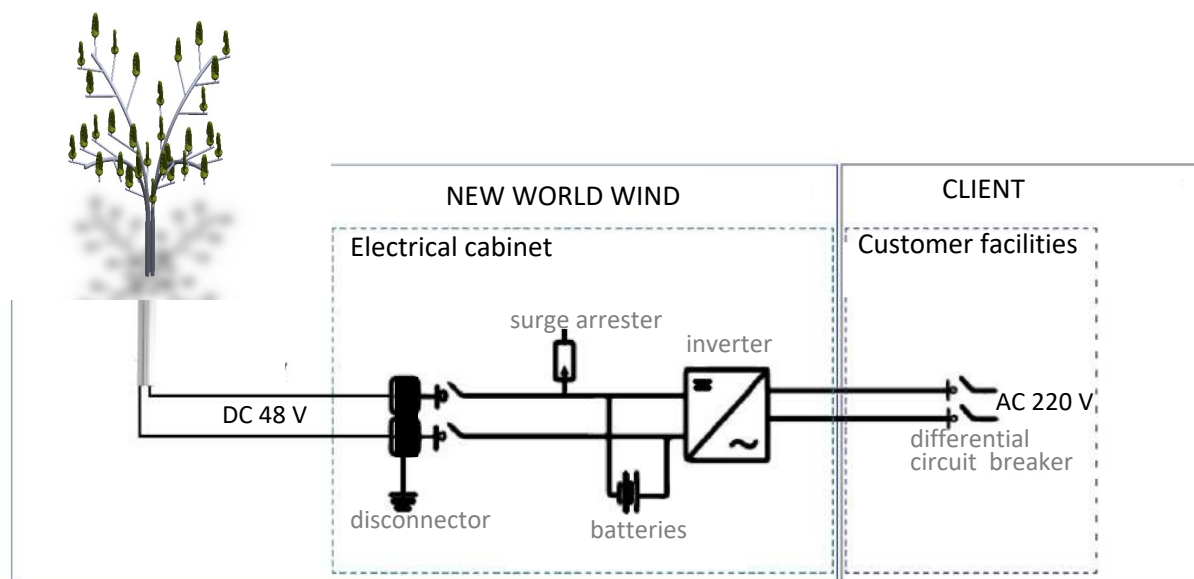 NEW WORLD WIND
CLIENT
Electrical cabinet
Customer facilities
surge arrester
inverter
DC 48 V
AC 220 V
differential
circuit breaker
disconnector
batteries